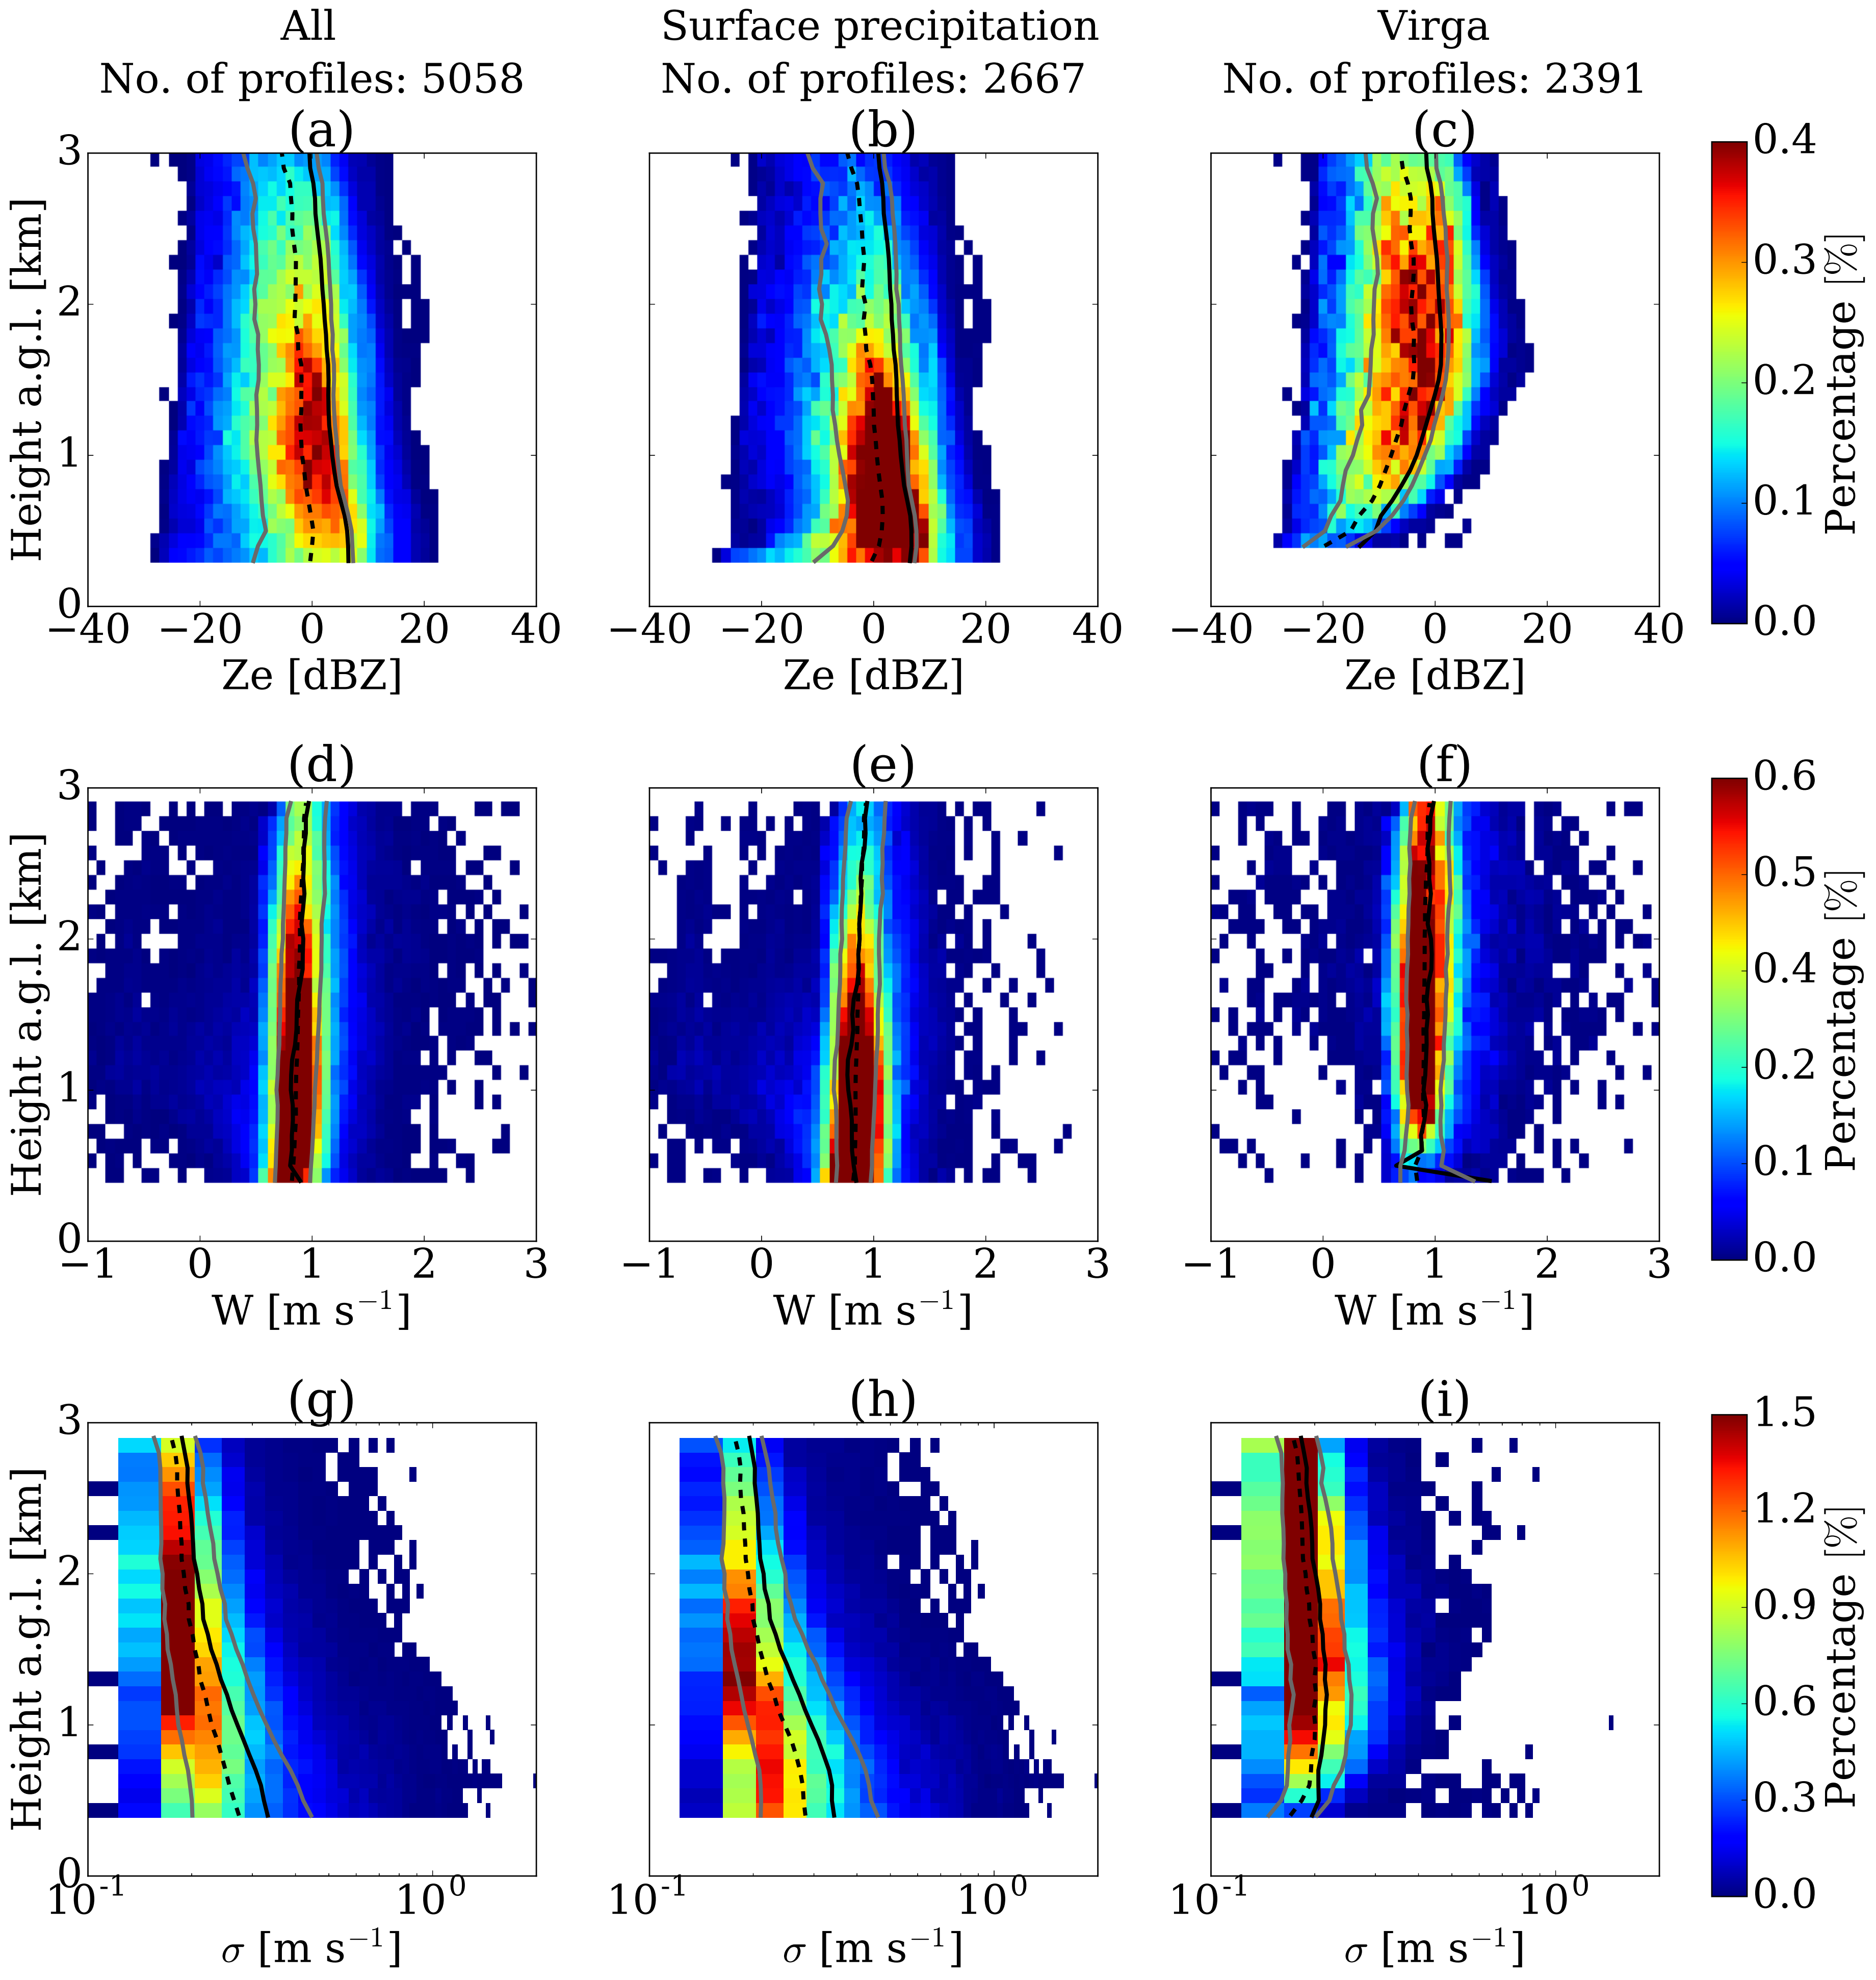 All
Surface precipitation
Virga
No. of profiles: 5058
No. of profiles: 2667
No. of profiles: 2391
(a)
(b)
(c)
3
2
1
0
Height a.g.l. [km]
−40 −20 0 20 40
−40 −20 0 20 40
−40 −20 0 20 40
Ze [dBZ]
Ze [dBZ]
Ze [dBZ]
0.4
0.3
0.2
0.1
0.0
Percentage [%]
(d)
(e)
(f)
3
2
1
0
Height a.g.l. [km]
−1 0 1 2 3
−1 0 1 2 3
−1 0 1 2 3
W [m s⁻¹]
W [m s⁻¹]
W [m s⁻¹]
0.6
0.5
0.4
0.2
0.1
0.0
Percentage [%]
(g)
(h)
(i)
3
2
1
0
Height a.g.l. [km]
10⁻¹ 10⁰
10⁻¹ 10⁰
10⁻¹ 10⁰
σ [m s⁻¹]
σ [m s⁻¹]
σ [m s⁻¹]
1.5
1.2
0.9
0.6
0.3
0.0
Percentage [%]